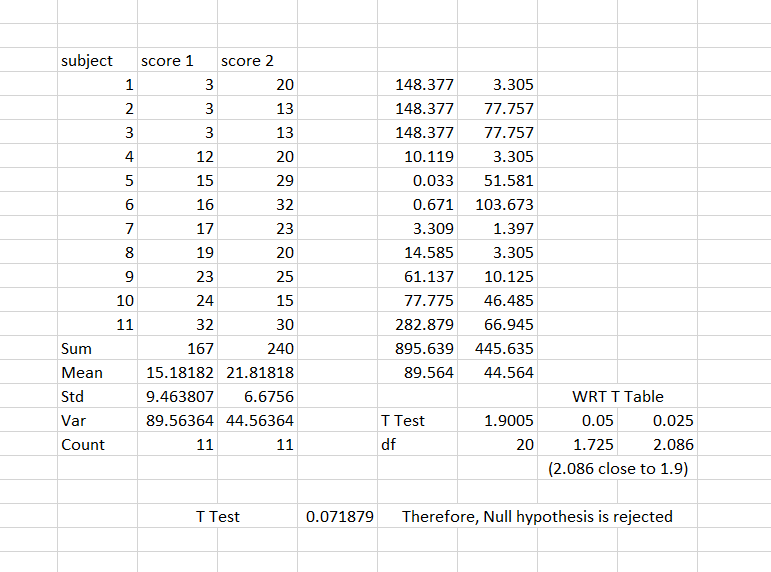 subject score 1 score 2
1 3 20 148.377 3.305
2 3 13 148.377 77.757
3 3 13 148.377 77.757
4 12 20 10.119 3.305
5 15 29 0.033 51.581
6 16 32 0.671 103.673
7 17 23 3.309 1.397
8 19 20 14.585 3.305
9 23 25 61.137 10.125
10 24 15 77.775 46.485
11 32 30 282.879 66.945
Sum 167 240 895.639 445.635
Mean 15.18182 21.81818 89.564 44.564
Std 9.463807 6.6756 WRT T Table
Var 89.56364 44.56364 T Test 1.9005 0.05 0.025
Count 11 11 df 20 1.725 2.086
(2.086 close to 1.9)
T Test 0.071879 Therefore, Null hypothesis is rejected